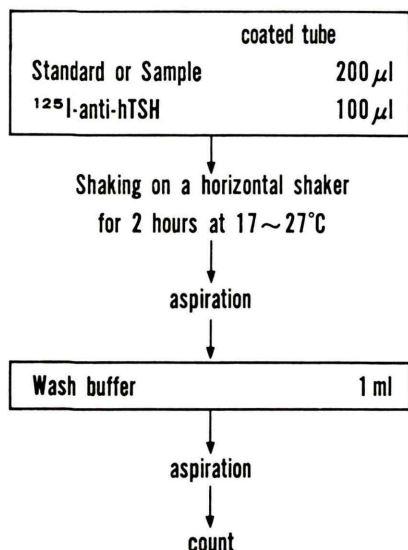 coated tube
Standard or Sample 200 μl
¹²⁵I-anti-hTSH 100 μl
Shaking on a horizontal shaker
for 2 hours at 17~27°C
aspiration
Wash buffer 1 ml
aspiration
count